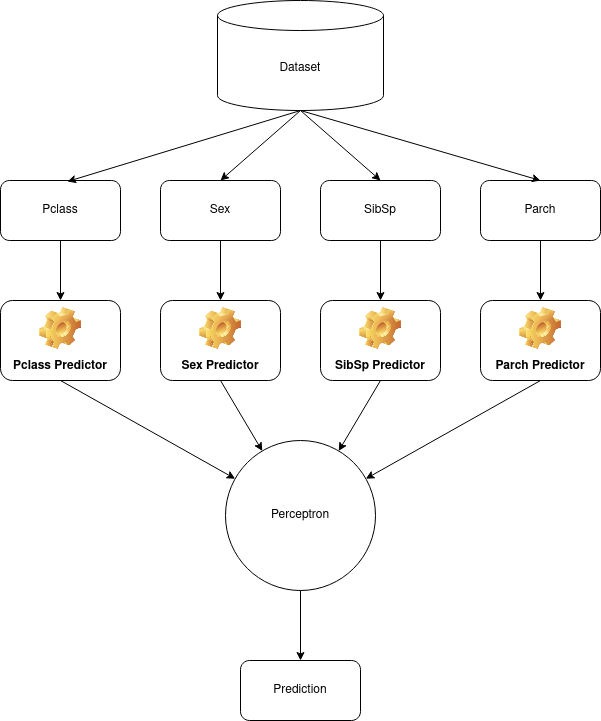 Dataset
Pclass
Sex
SibSp
Parch
Pclass Predictor
Sex Predictor
SibSp Predictor
Parch Predictor
Perceptron
Prediction